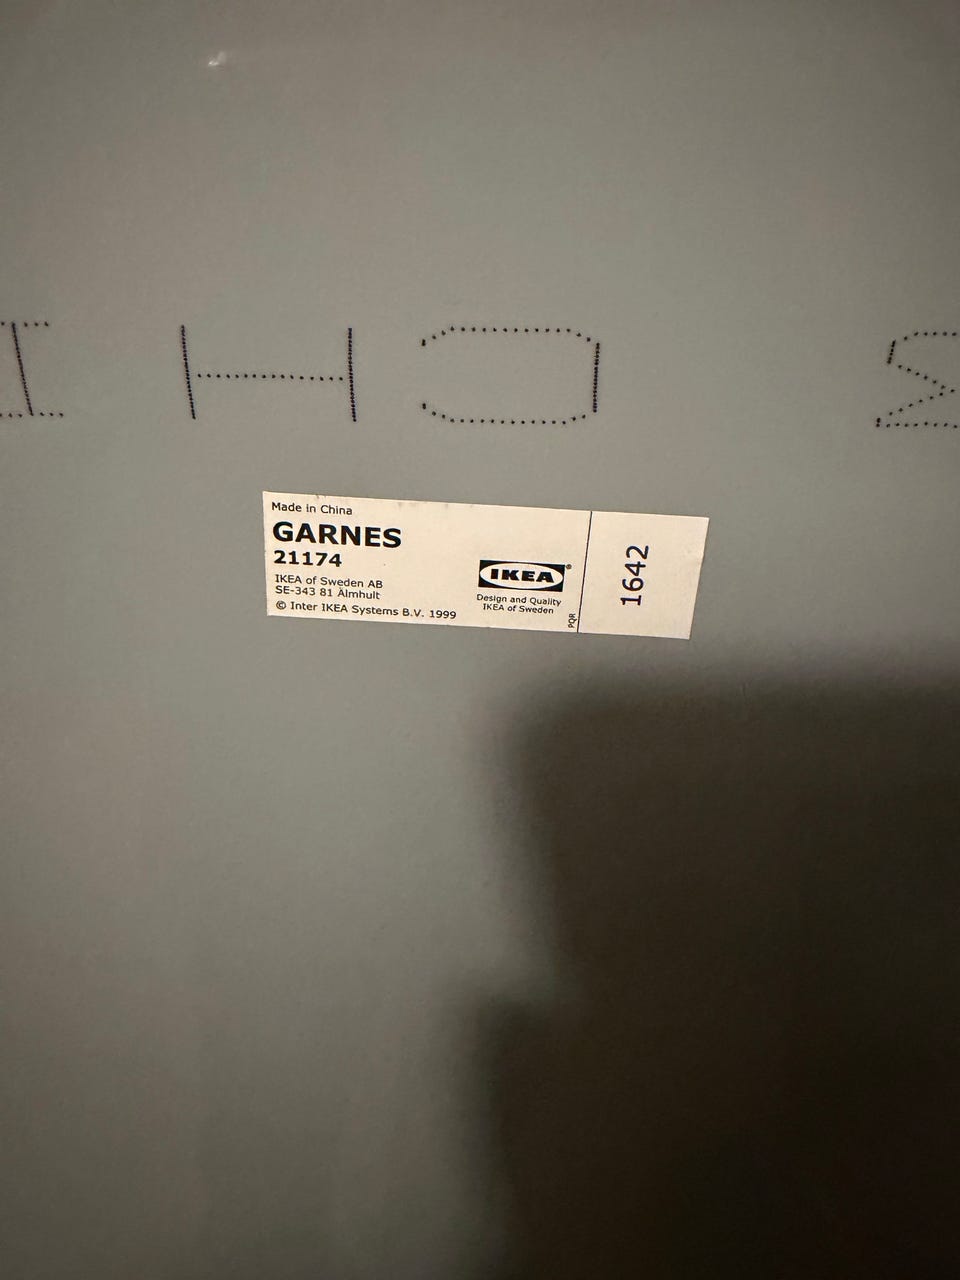 CHI
Made in China
GARNES
21174
IKEA of Sweden AB
SE-343 81 Älmhult
© Inter IKEA Systems B.V. 1999
IKEA®
Design and Quality
IKEA of Sweden
PQR
1642